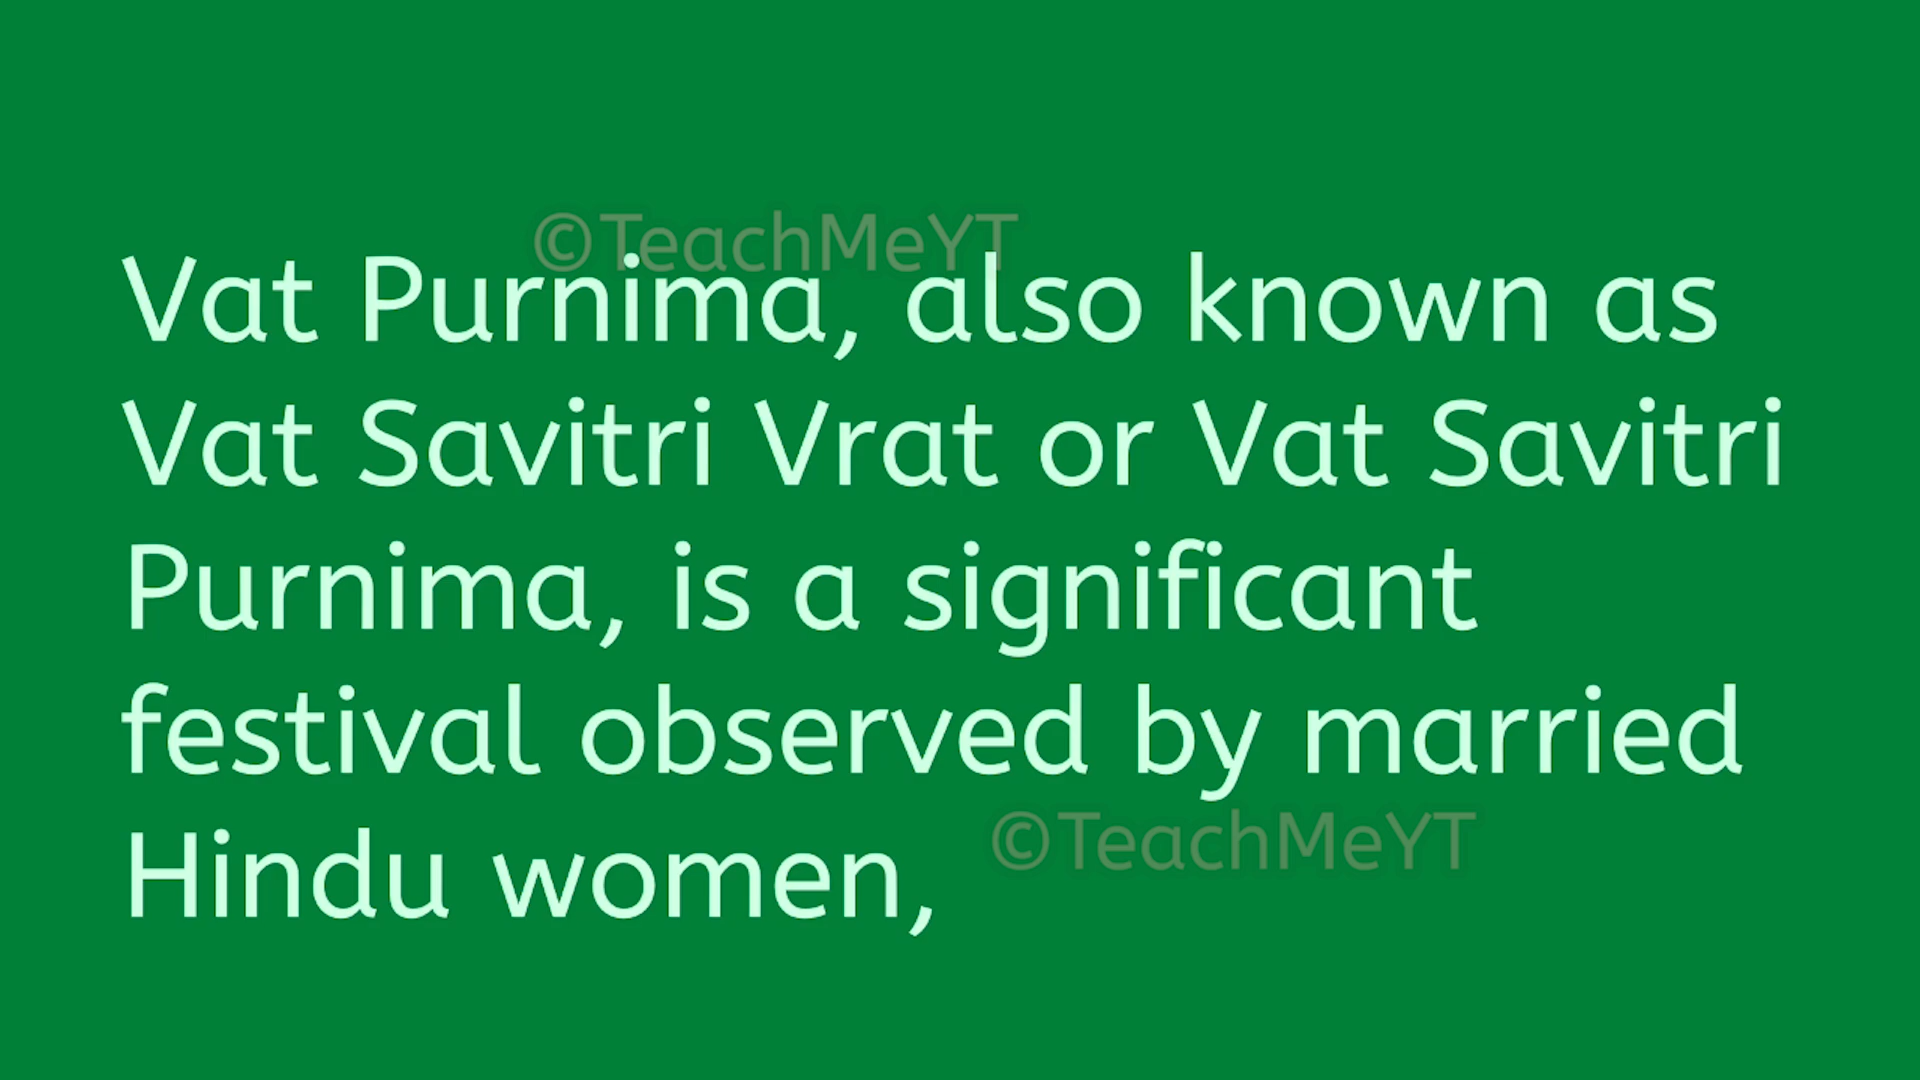 ©TeachMeYT
Vat Purnima, also known as
Vat Savitri Vrat or Vat Savitri
Purnima, is a significant
festival observed by married
©TeachMeYT
Hindu women,